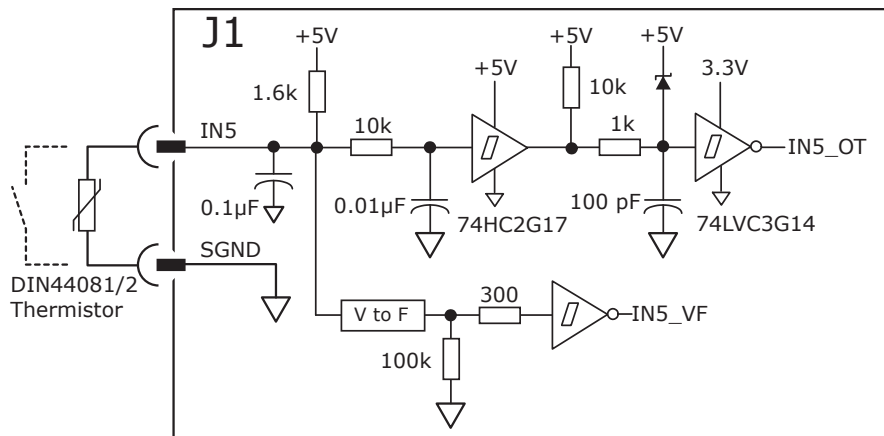 J1
+5V
+5V
+5V
+5V
3.3V
1.6k
10k
IN5
10k
1k
IN5_OT
0.1µF
0.01µF
100 pF
74HC2G17
74LVC3G14
SGND
DIN44081/2
Thermistor
V to F
300
IN5_VF
100k